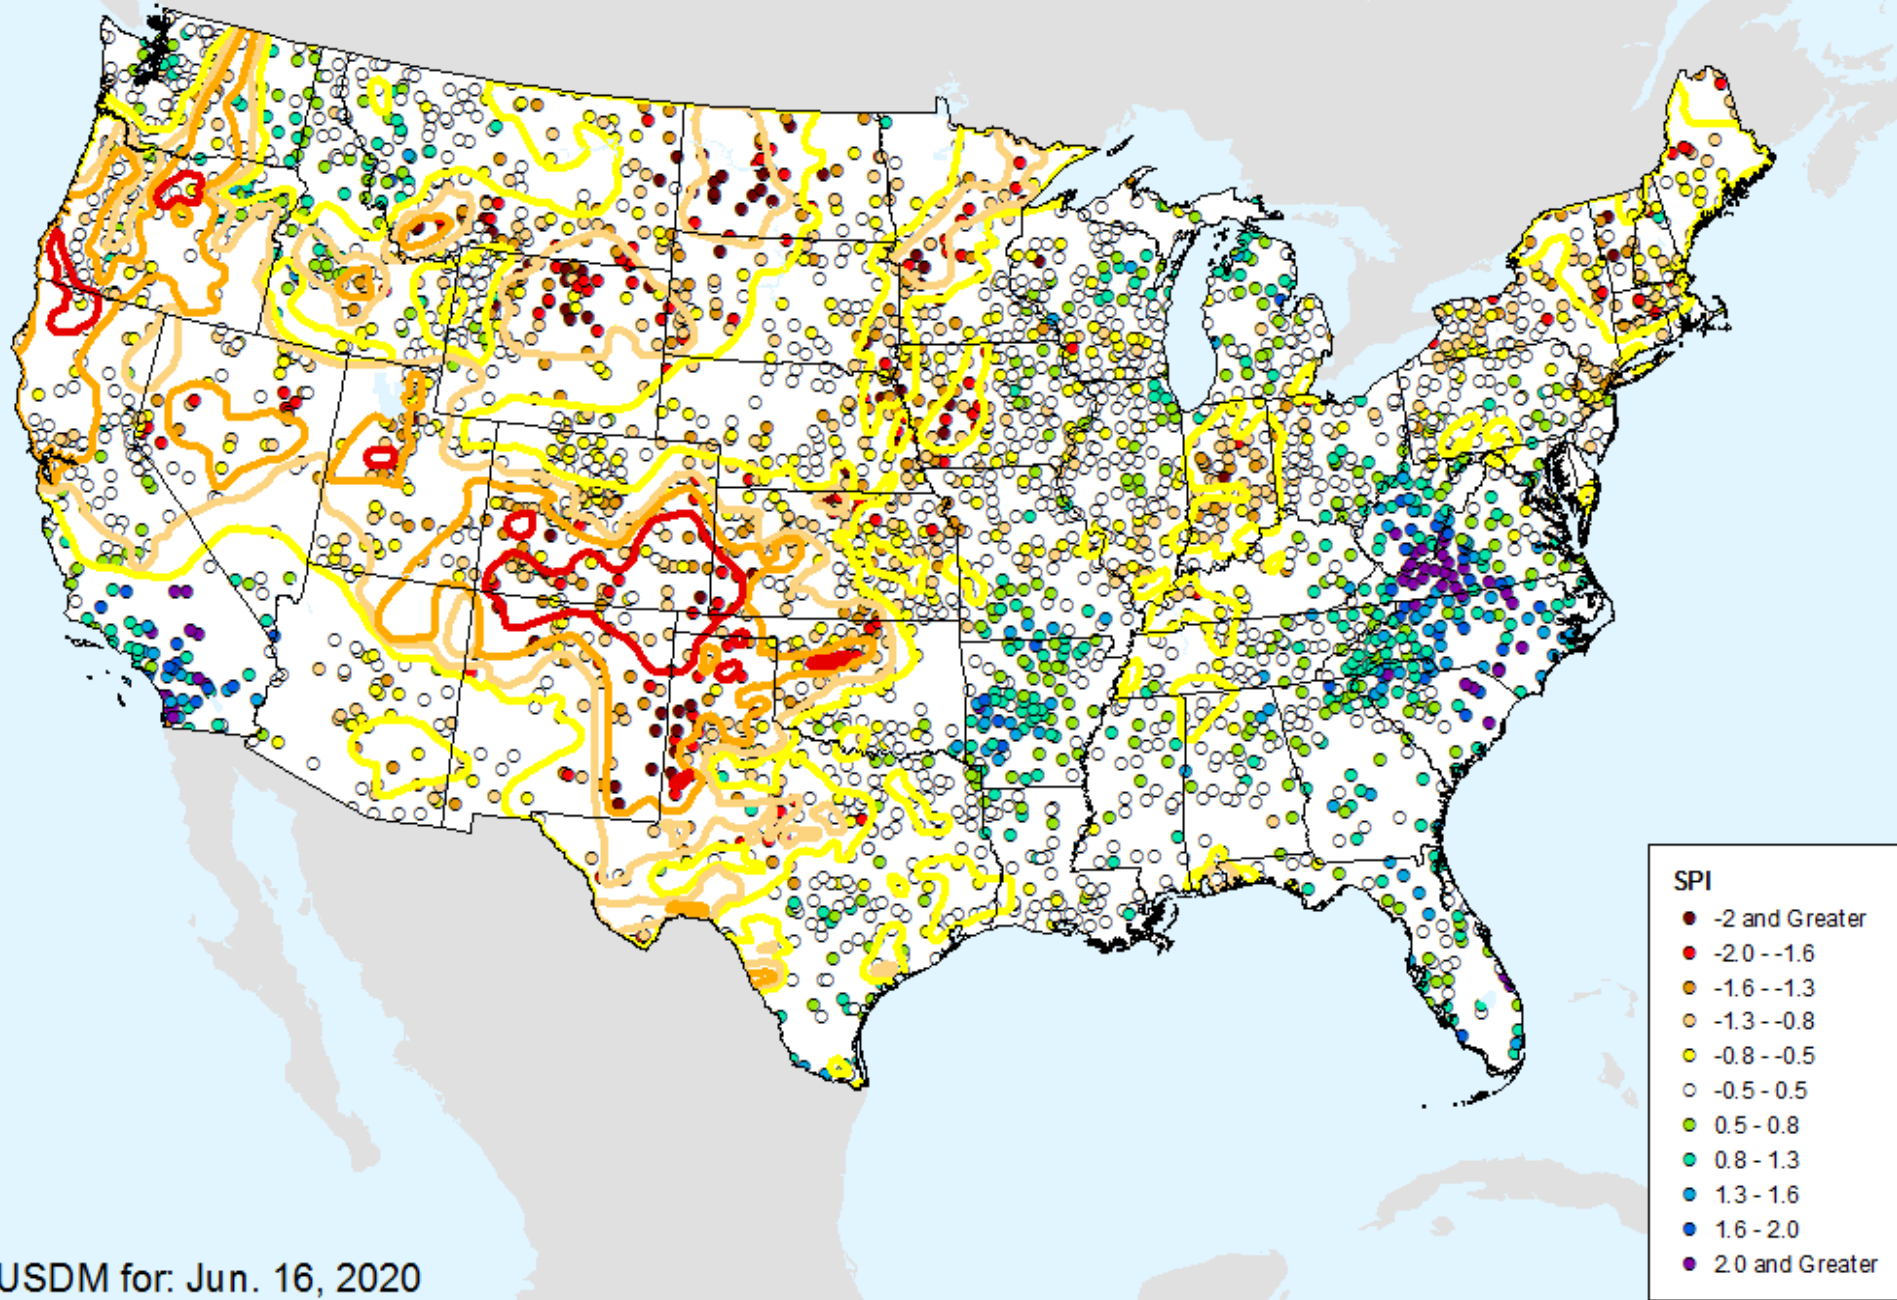 SPI
-2 and Greater
-2.0 - -1.6
-1.6 - -1.3
-1.3 - -0.8
-0.8 - -0.5
-0.5 - 0.5
0.5 - 0.8
0.8 - 1.3
1.3 - 1.6
1.6 - 2.0
2.0 and Greater
USDM for: Jun. 16, 2020